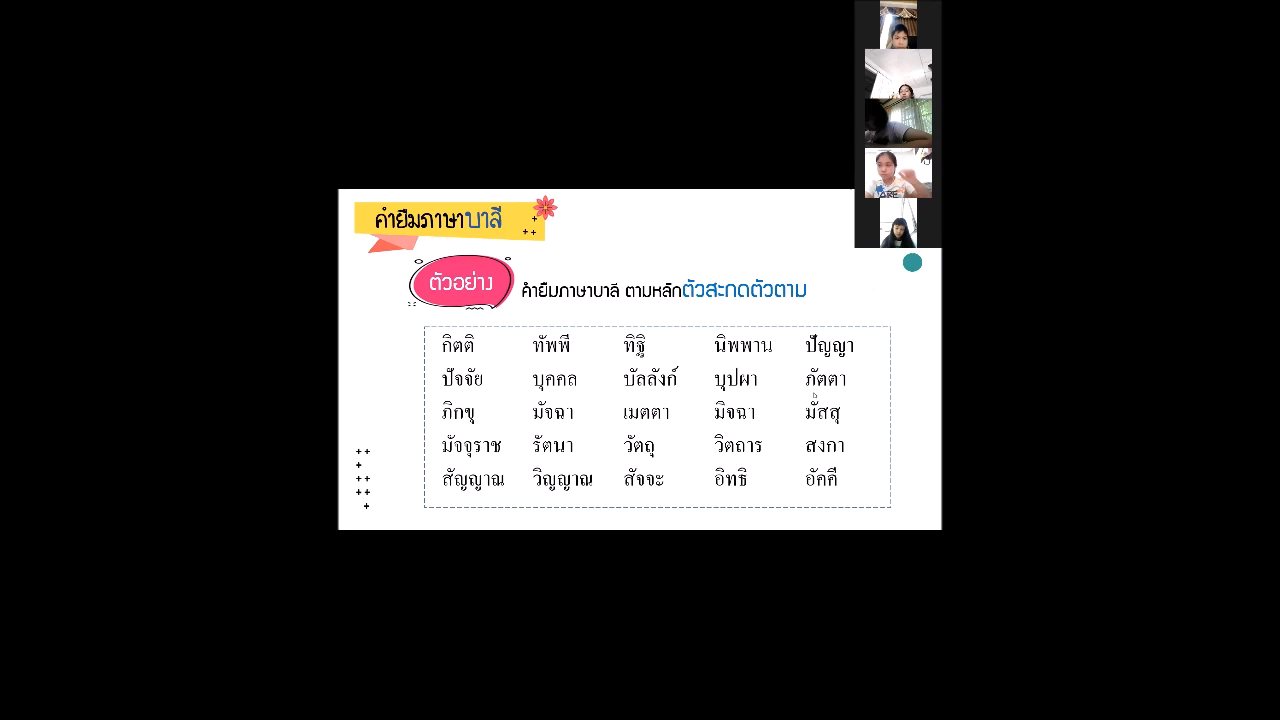 คำยืมภาษาบาลี
ตัวอย่าง
คำยืมภาษาบาลี ตามหลักตัวสะกดตัวตาม
กิตติ ทัพพี ทิฐิ นิพพาน ปัญญา
ปัจจัย บุคคล บัลลังก์ บุปผา ภัตตา
ภิกขุ มัจฉา เมตตา มิจฉา มัสสุ
มัจจุราช รัตนา วัตถุ วิตถาร สงกา
สัญญาณ วิญญาณ สัจจะ อิทธิ อัคคี